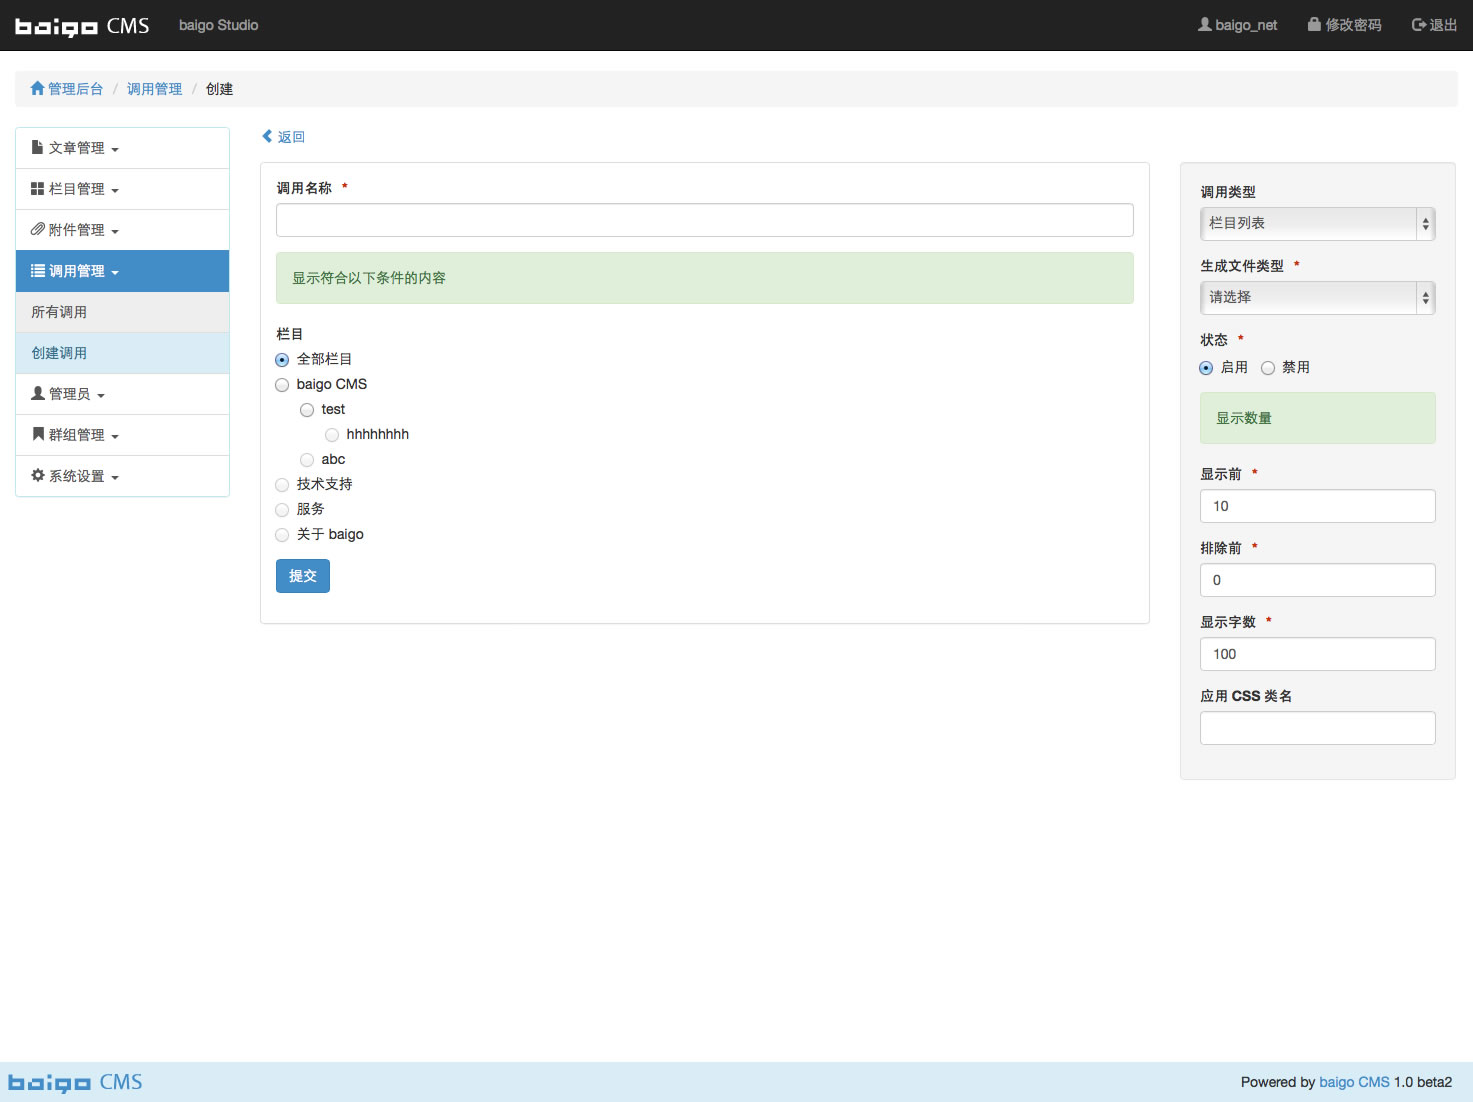 baigo CMS
baigo Studio
baigo_net
修改密码
退出
管理后台 / 调用管理 / 创建
文章管理
栏目管理
附件管理
调用管理
所有调用
创建调用
管理员
群组管理
系统设置
返回
调用名称 *
显示符合以下条件的内容
栏目
全部栏目
baigo CMS
test
hhhhhhhh
abc
技术支持
服务
关于 baigo
提交
调用类型
栏目列表
生成文件类型 *
请选择
状态 *
启用 禁用
显示数量
显示前 *
10
排除前 *
0
显示字数 *
100
应用 CSS 类名
baigo CMS
Powered by baigo CMS 1.0 beta2